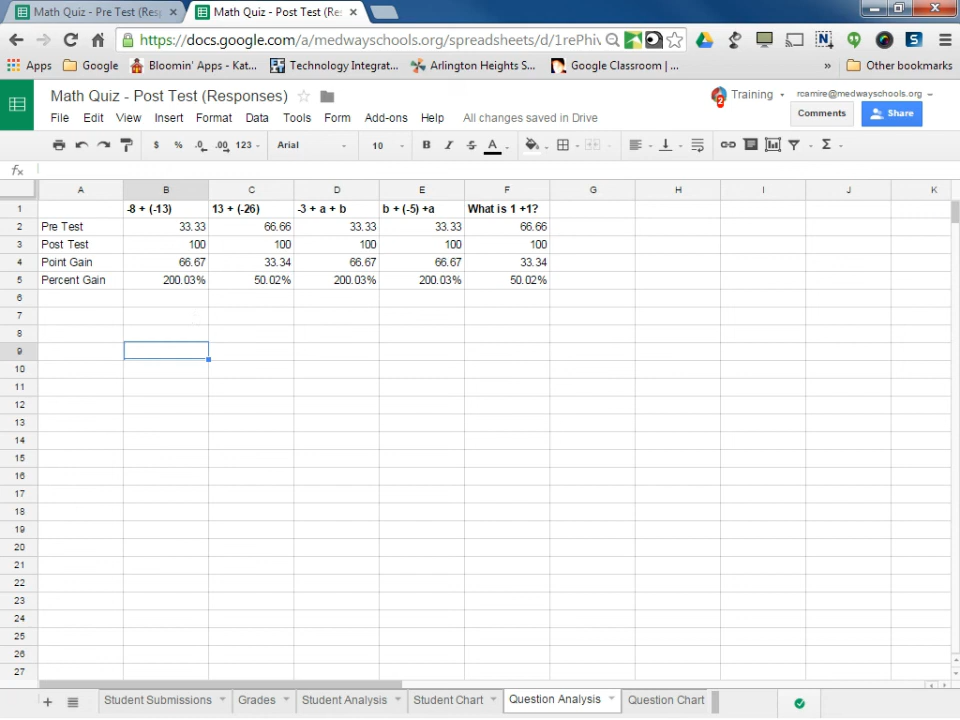 Math Quiz - Pre Test (Res
Math Quiz - Post Test (Re
https://docs.google.com/a/medwayschools.org/spreadsheets/d/1rePhiv
Apps Google Bloomin' Apps - Kat... Technology Integrat... Arlington Heights S... Google Classroom | ... » Other bookmarks
Math Quiz - Post Test (Responses)
Training
rcamire@medwayschools.org
File Edit View Insert Format Data Tools Form Add-ons Help All changes saved in Drive
Comments
Share
$ % .0 .00 123 Arial 10 B I S A Σ
fx
A B C D E F G H I J K
1 -8 + (-13) 13 + (-26) -3 + a + b b + (-5) +a What is 1 +1?
2 Pre Test 33.33 66.66 33.33 33.33 66.66
3 Post Test 100 100 100 100 100
4 Point Gain 66.67 33.34 66.67 66.67 33.34
5 Percent Gain 200.03% 50.02% 200.03% 200.03% 50.02%
6
7
8
9
10
11
12
13
14
15
16
17
18
19
20
21
22
23
24
25
26
27
+ Student Submissions Grades Student Analysis Student Chart Question Analysis Question Chart